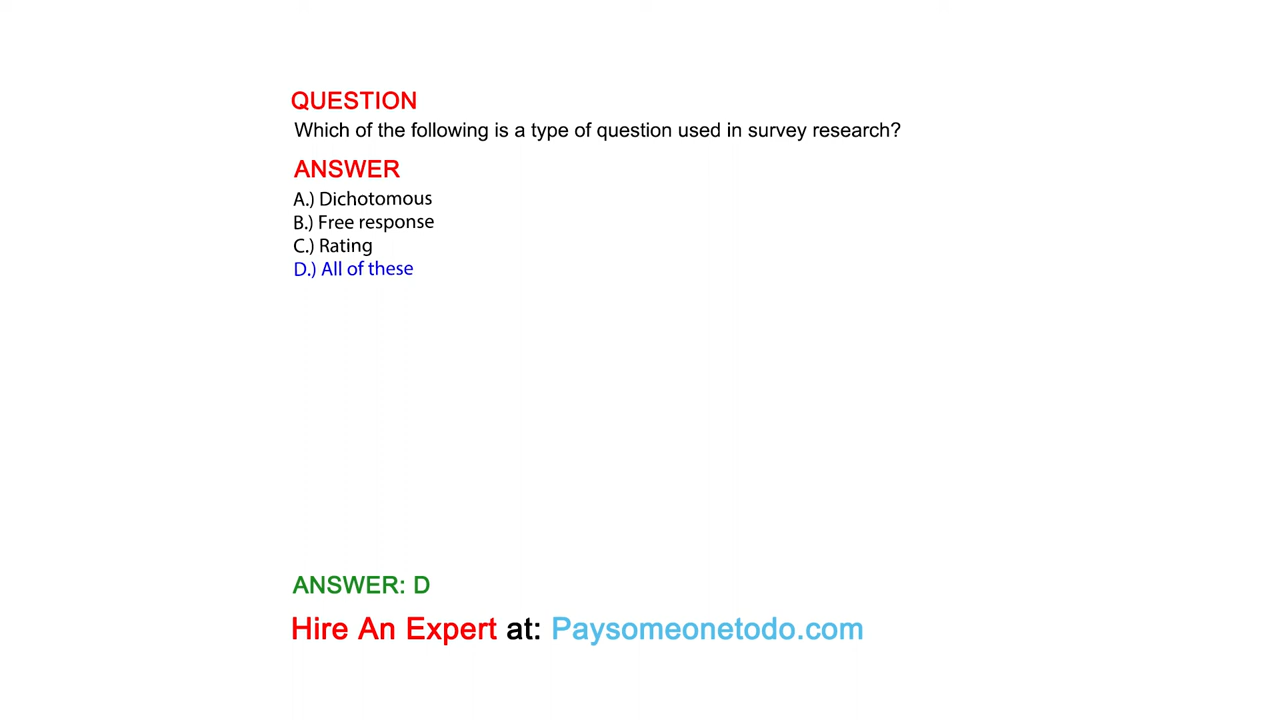 QUESTION
Which of the following is a type of question used in survey research?
ANSWER
A.) Dichotomous
B.) Free response
C.) Rating
D.) All of these
ANSWER: D
Hire An Expert at: Paysomeonetodo.com